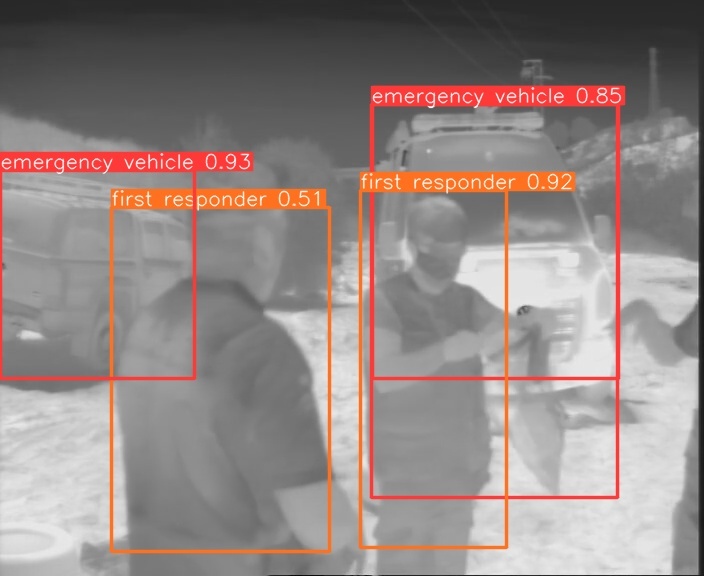 emergency vehicle 0.85
emergency vehicle 0.93
first responder 0.92
first responder 0.51